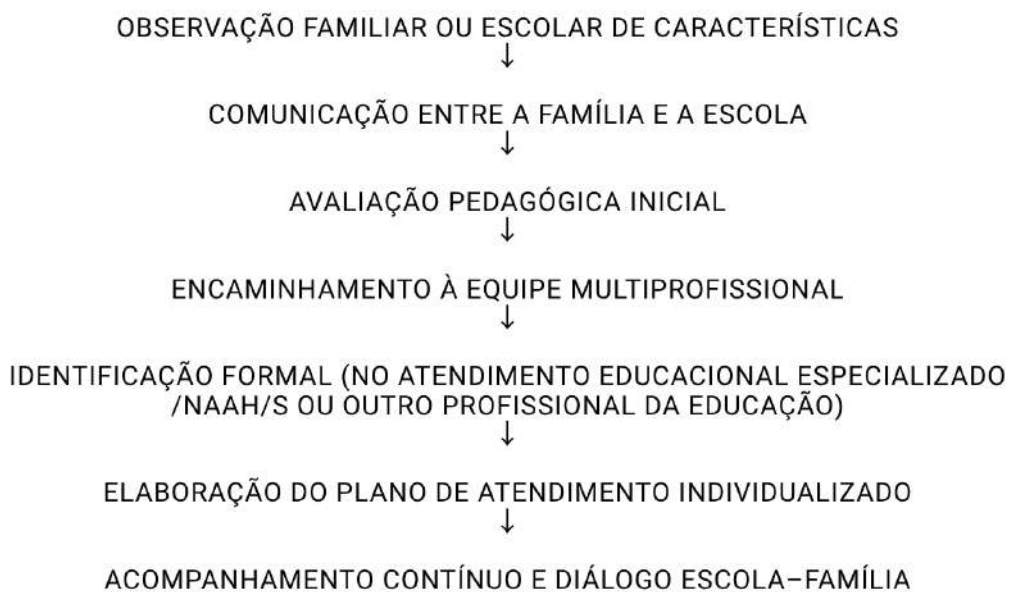 OBSERVAÇÃO FAMILIAR OU ESCOLAR DE CARACTERÍSTICAS
↓
COMUNICAÇÃO ENTRE A FAMÍLIA E A ESCOLA
↓
AVALIAÇÃO PEDAGÓGICA INICIAL
↓
ENCAMINHAMENTO À EQUIPE MULTIPROFISSIONAL
↓
IDENTIFICAÇÃO FORMAL (NO ATENDIMENTO EDUCACIONAL ESPECIALIZADO
/NAAH/S OU OUTRO PROFISSIONAL DA EDUCAÇÃO)
↓
ELABORAÇÃO DO PLANO DE ATENDIMENTO INDIVIDUALIZADO
↓
ACOMPANHAMENTO CONTÍNUO E DIÁLOGO ESCOLA–FAMÍLIA